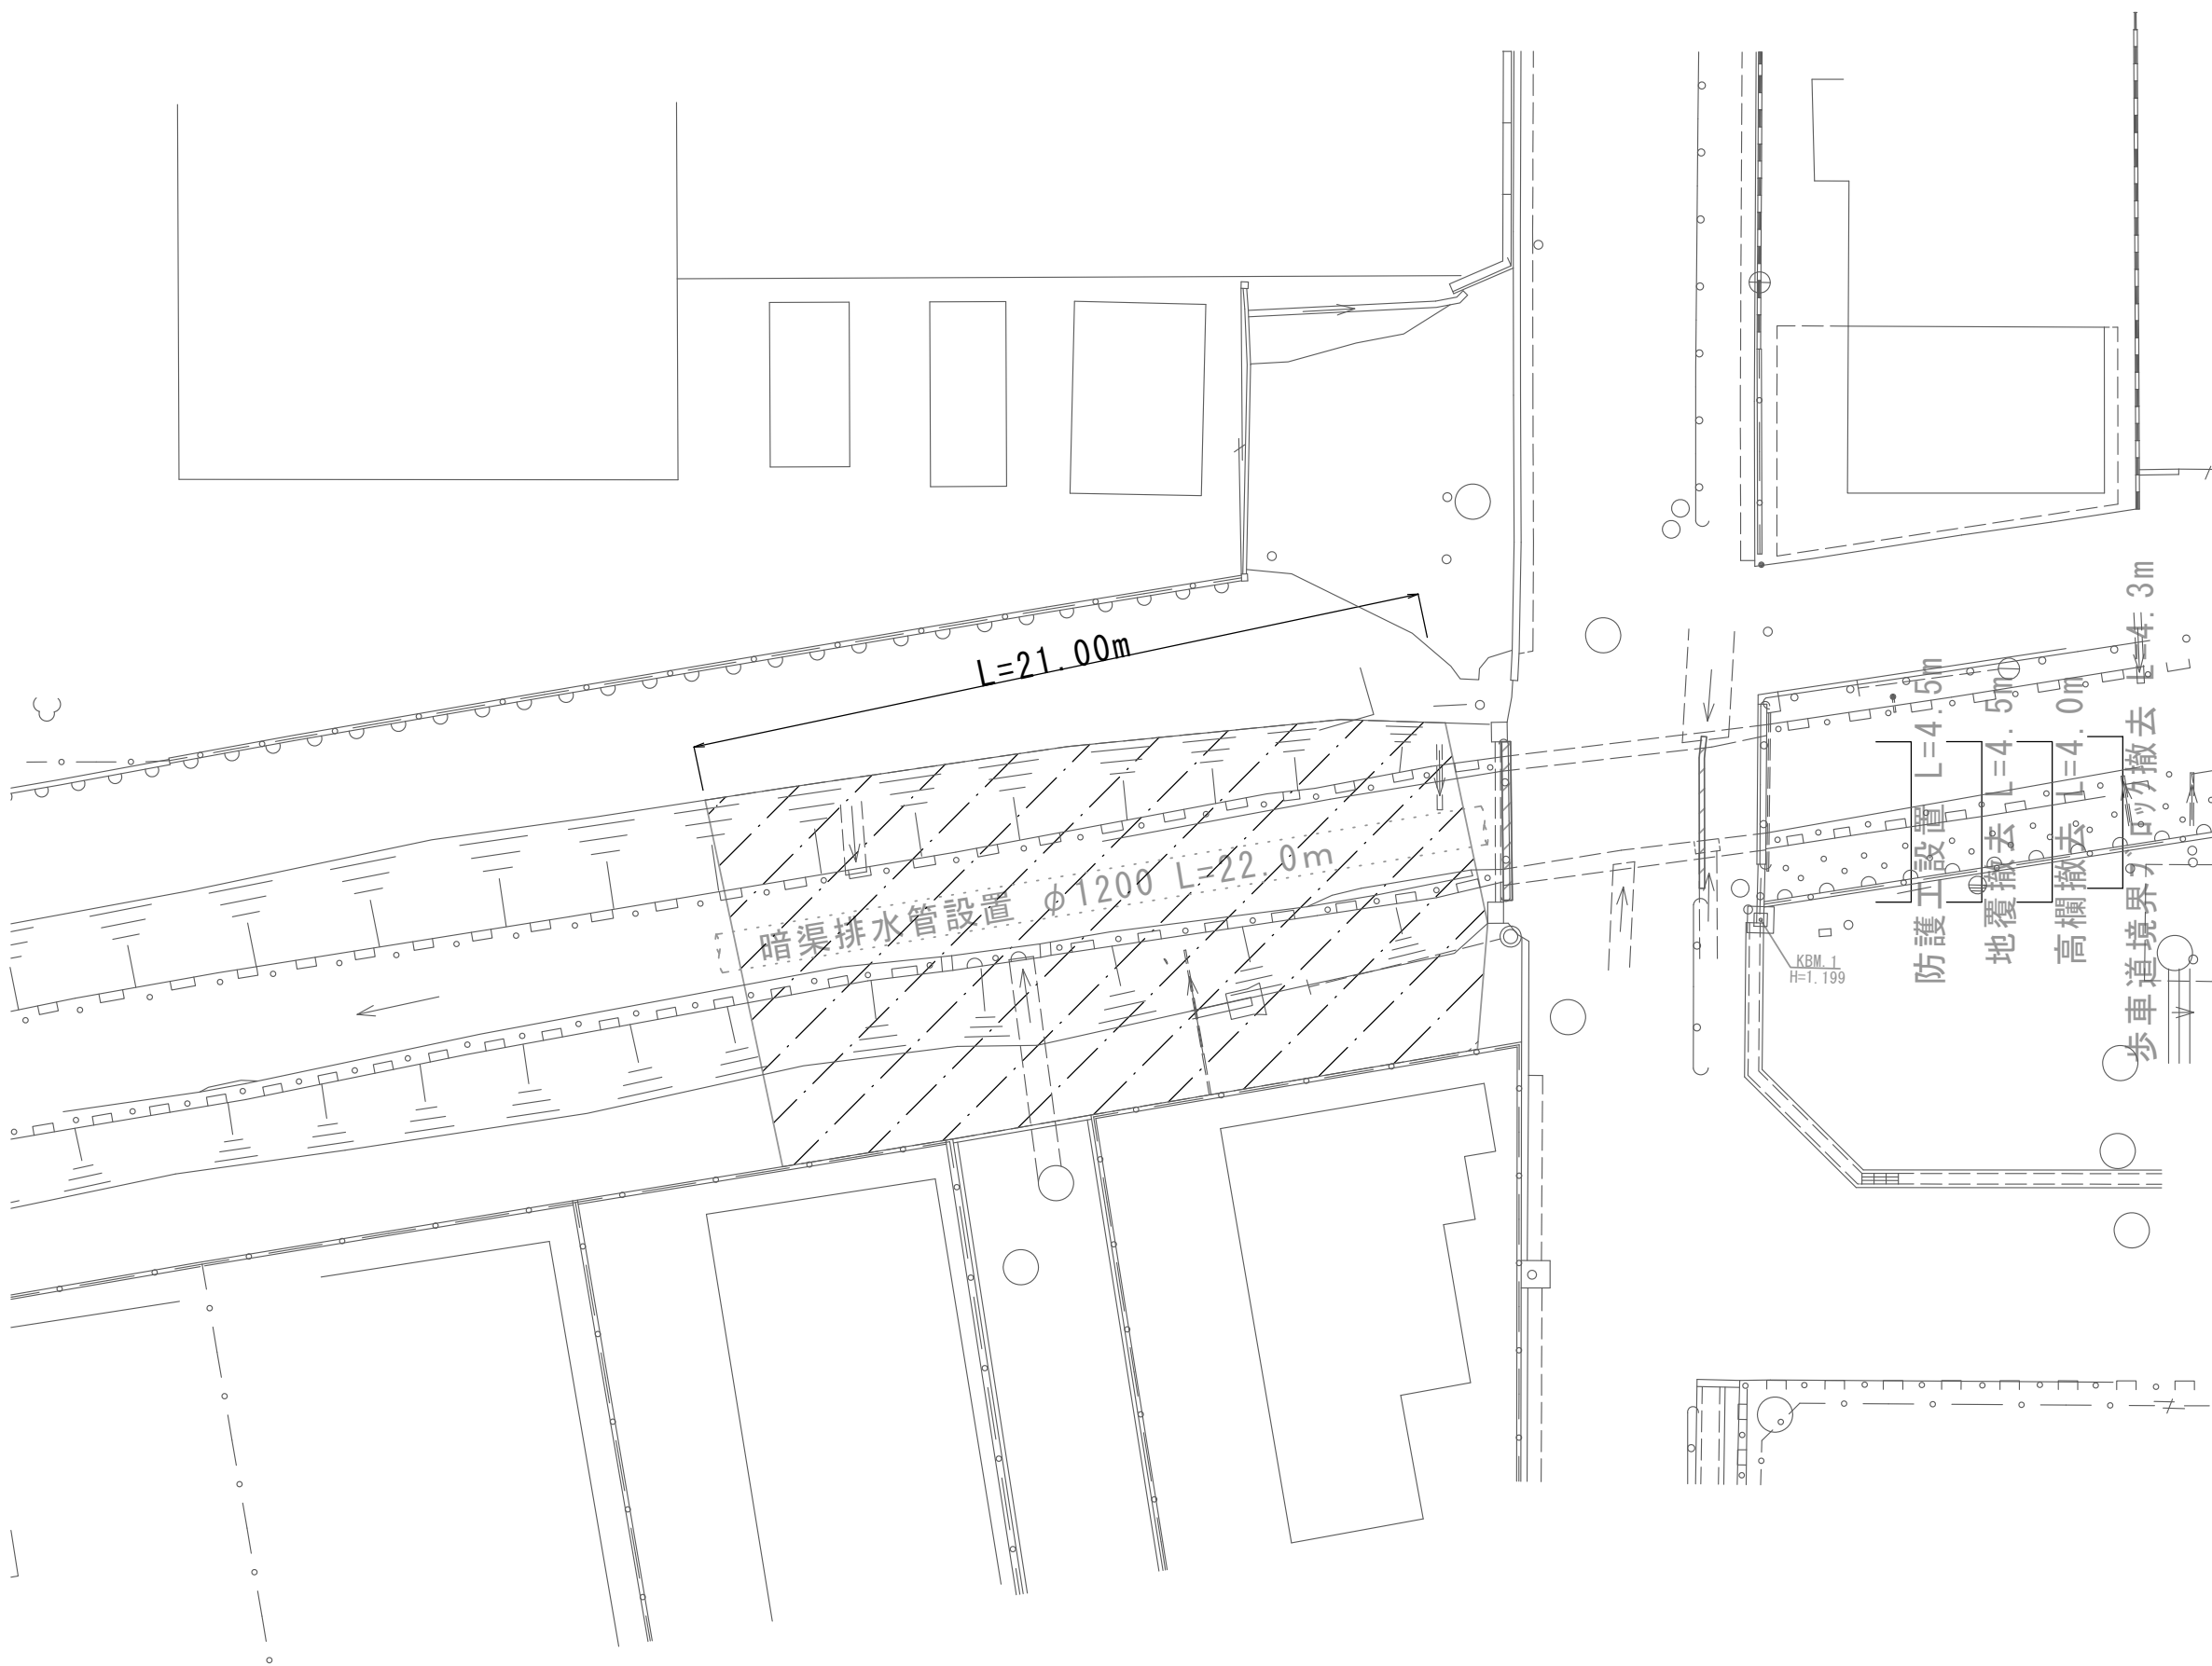 L=21.00m
暗渠排水管設置 φ1200 L=22.0m
防護工設置 L=4.5m
地覆撤去 L=4.5m
高欄撤去 L=4.0m
歩車道境界ブロック撤去 L=4.3m
KBM.1
H=1.199